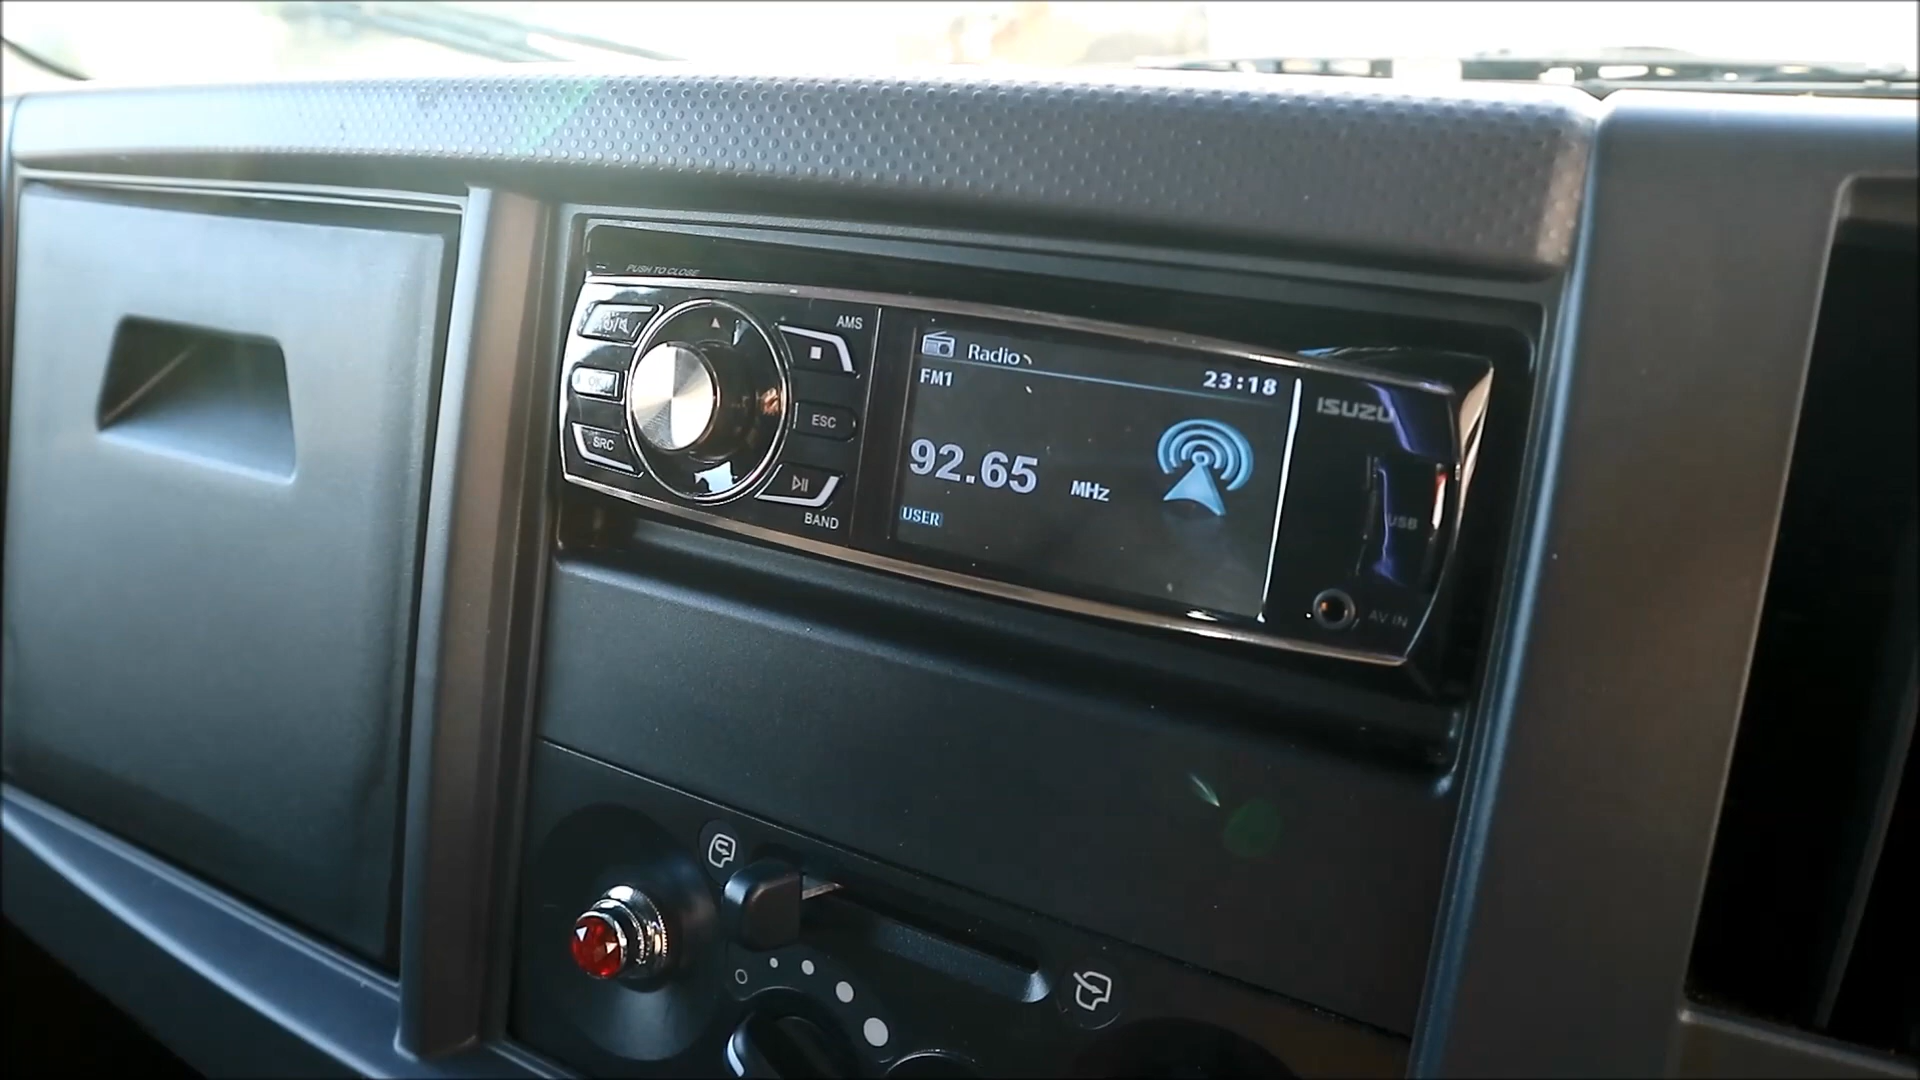 PUSH TO CLOSE
AMS
OK
SRC
ESC
BAND
Radio
23:18
FM1
92.65 MHz
USER
ISUZU
USB
AV IN